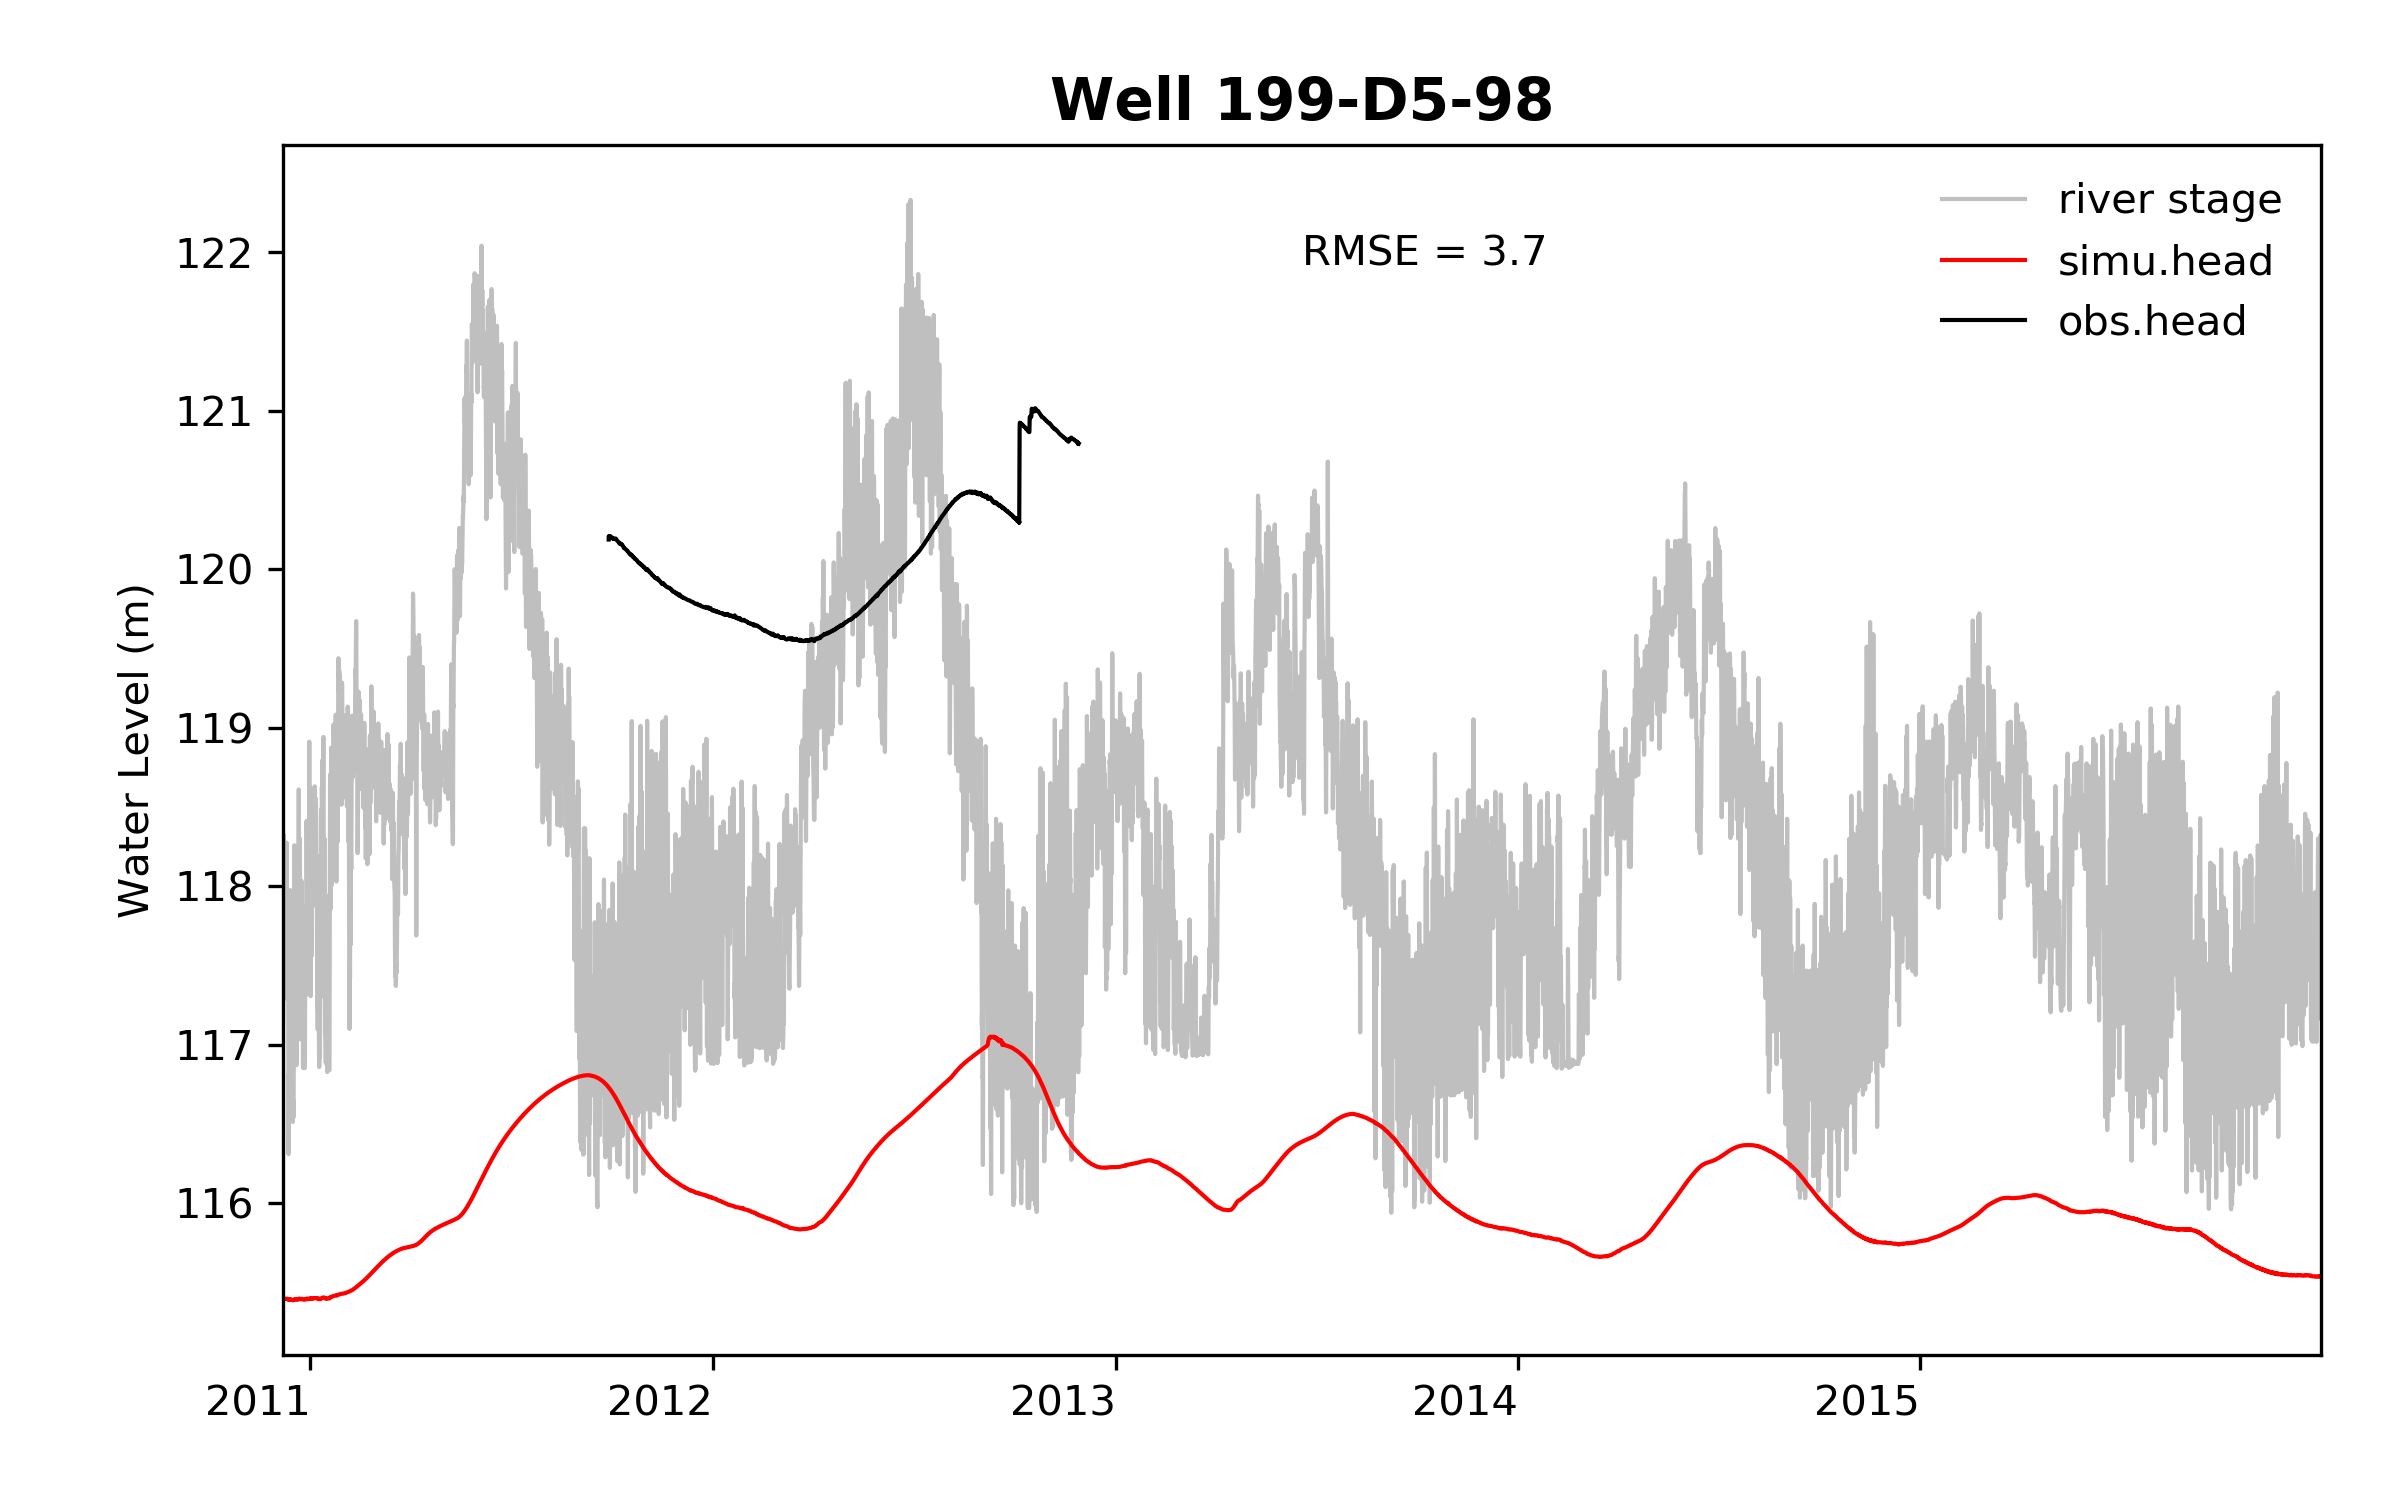 Well 199-D5-98
river stage
RMSE = 3.7
simu.head
obs.head
Water Level (m)
122
121
120
119
118
117
116
2011 2012 2013 2014 2015